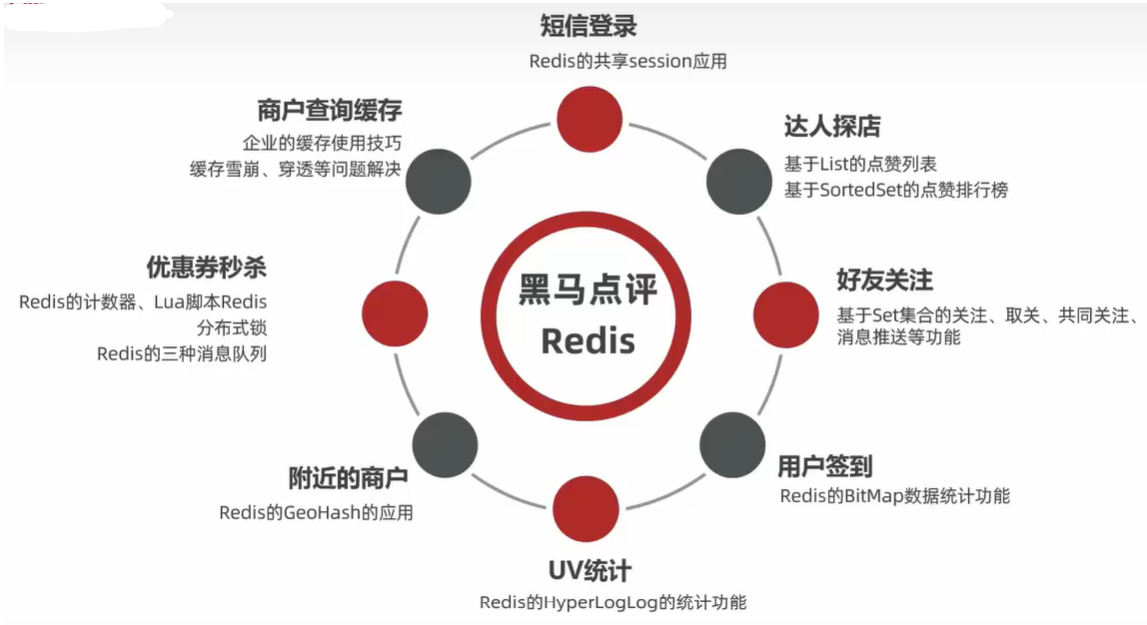 短信登录
Redis的共享session应用
商户查询缓存
企业的缓存使用技巧
缓存雪崩、穿透等问题解决
达人探店
基于List的点赞列表
基于SortedSet的点赞排行榜
优惠券秒杀
Redis的计数器、Lua脚本Redis
分布式锁
Redis的三种消息队列
黑马点评
Redis
好友关注
基于Set集合的关注、取关、共同关注、
消息推送等功能
附近的商户
Redis的GeoHash的应用
用户签到
Redis的BitMap数据统计功能
UV统计
Redis的HyperLogLog的统计功能